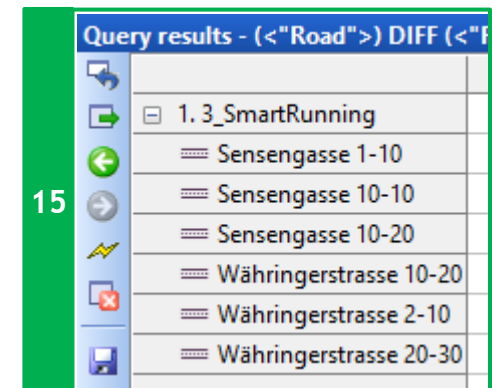 Query results - (<"Road">) DIFF (<"F
1. 3_SmartRunning
Sensengasse 1-10
Sensengasse 10-10
15
Sensengasse 10-20
Währingerstrasse 10-20
Währingerstrasse 2-10
Währingerstrasse 20-30